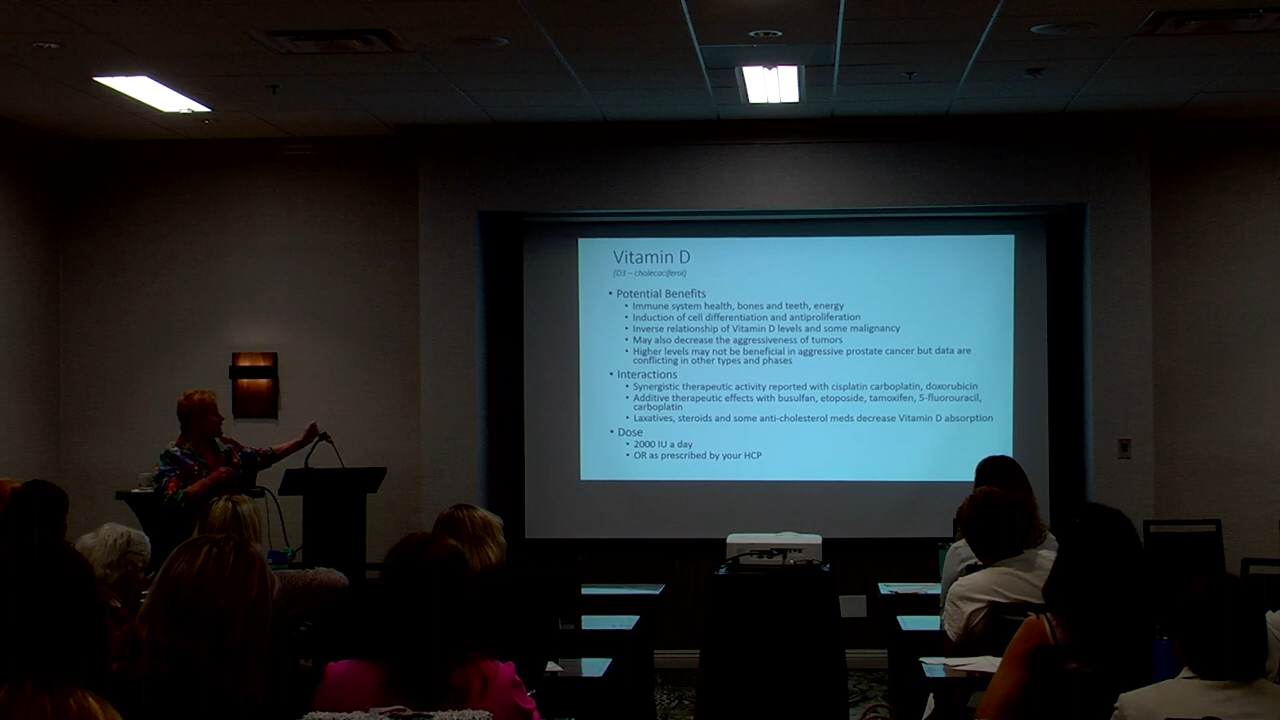 Vitamin D
(D3 – cholecaciferol)
• Potential Benefits
• Immune system health, bones and teeth, energy
• Induction of cell differentiation and antiproliferation
• Inverse relationship of Vitamin D levels and some malignancy
• May also decrease the aggressiveness of tumors
• Higher levels may not be beneficial in aggressive prostate cancer but data are
conflicting in other types and phases
• Interactions
• Synergistic therapeutic activity reported with cisplatin carboplatin, doxorubicin
• Additive therapeutic effects with busulfan, etoposide, tamoxifen, 5-fluorouracil,
carboplatin
• Laxatives, steroids and some anti-cholesterol meds decrease Vitamin D absorption
• Dose
• 2000 IU a day
• OR as prescribed by your HCP